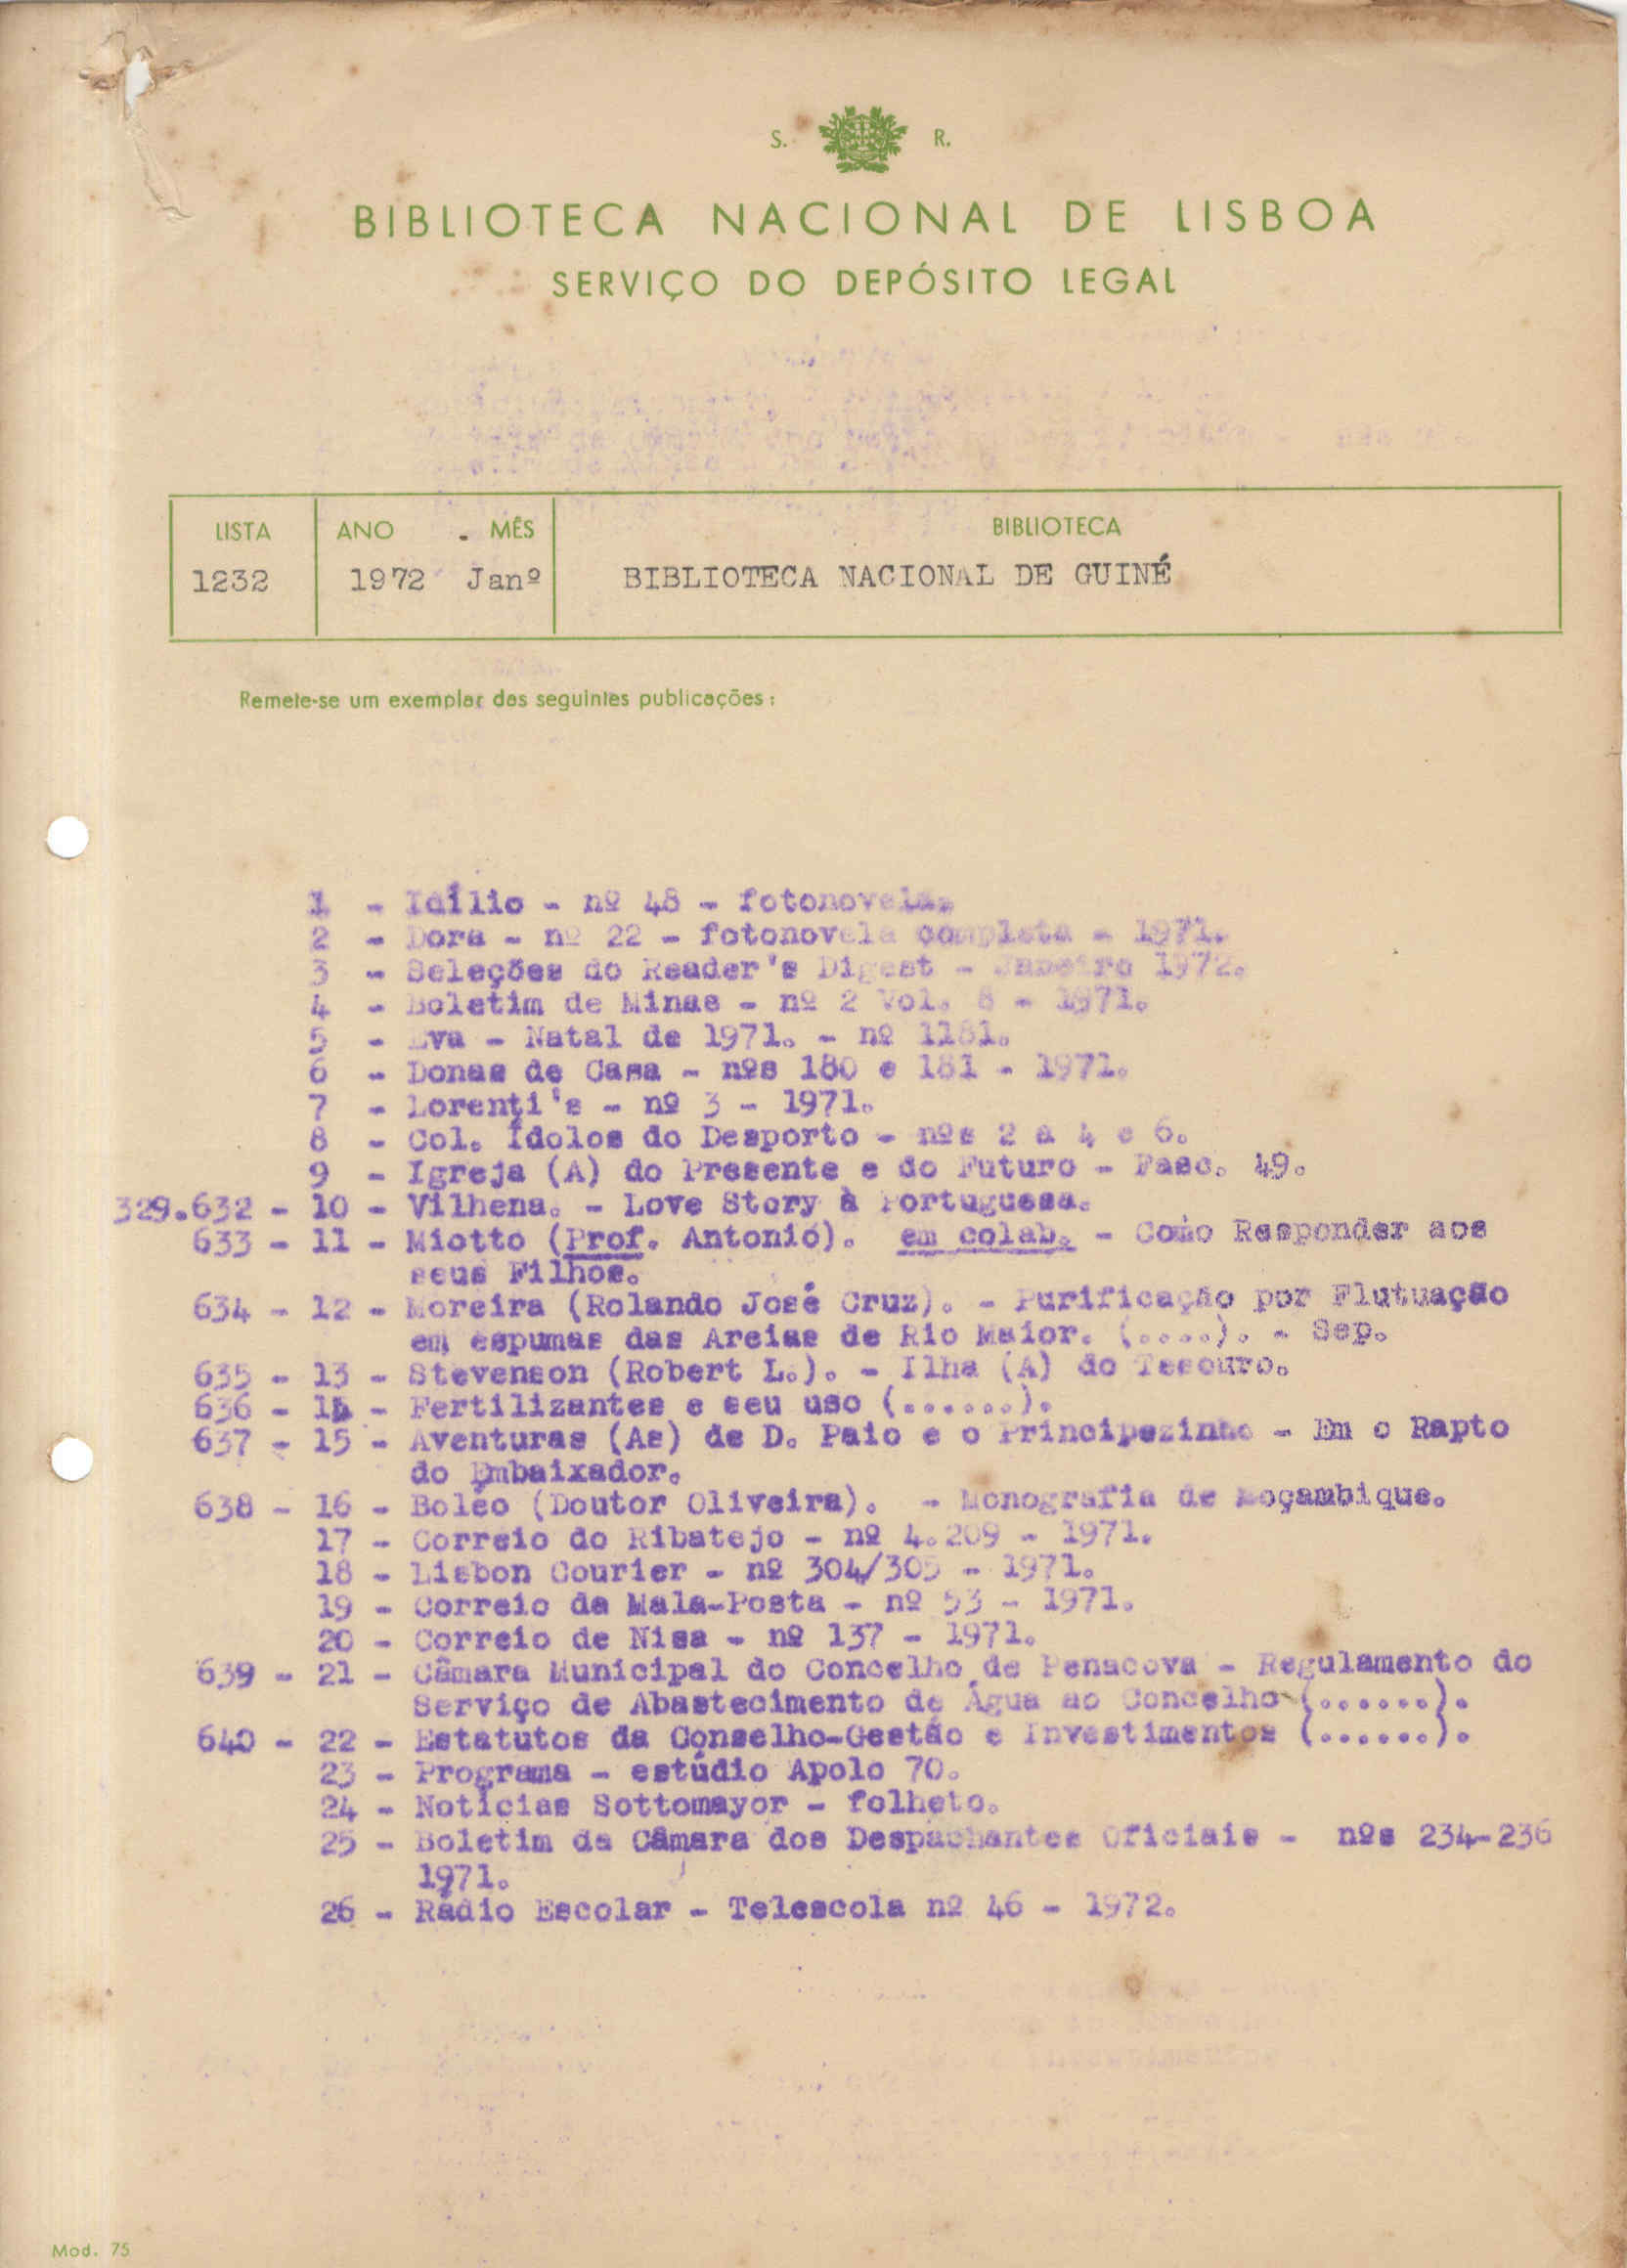 S. R.
BIBLIOTECA NACIONAL DE LISBOA
SERVIÇO DO DEPÓSITO LEGAL
LISTA ANO MÊS BIBLIOTECA
1232 1972 Janº BIBLIOTECA NACIONAL DE GUINÉ
Remete-se um exemplar das seguintes publicações:
1 - Idílio - nº 48 - fotonovela.
2 - Dora - nº 22 - fotonovela completa - 1971.
3 - Seleções do Reader's Digest - Janeiro 1972.
4 - Boletim de Minas - nº 2 Vol. 8 - 1971.
5 - Eva - Natal de 1971. - nº 1181.
6 - Donas de Casa - nºs 180 e 181 - 1971.
7 - Lorenti's - nº 3 - 1971.
8 - Col. Ídolos do Desporto - nºs 2 a 4 e 6.
9 - Igreja (A) do Presente e do Futuro - Fasc. 49.
329.632 - 10 - Vilhena. - Love Story à Portuguesa.
633 - 11 - Miotto (Prof. Antonió). em colab. - Como Responder aos
seus Filhos.
634 - 12 - Moreira (Rolando José Cruz). - Purificação por Flutuação
em espumas das Areias de Rio Maior. (....). - Sep.
635 - 13 - Stevenson (Robert L.). - Ilha (A) do Tesouro.
636 - 14 - Fertilizantes e seu uso (......).
637 - 15 - Aventuras (As) de D. Paio e o Principezinho - Em o Rapto
do Embaixador.
638 - 16 - Boléo (Doutor Oliveira). - Monografia de Moçambique.
17 - Correio do Ribatejo - nº 4.209 - 1971.
18 - Lisbon Courier - nº 304/305 - 1971.
19 - Correio da Mala-Posta - nº 53 - 1971.
20 - Correio de Nisa - nº 137 - 1971.
639 - 21 - Câmara Municipal do Concelho de Penacova - Regulamento do
Serviço de Abastecimento de Água ao Concelho (......).
640 - 22 - Estatutos da Conselho-Gestão e Investimentos (......).
23 - Programa - estúdio Apolo 70.
24 - Notícias Sottomayor - folheto.
25 - Boletim da Câmara dos Despachantes Oficiais - nºs 234-236
1971.
26 - Rádio Escolar - Telescola nº 46 - 1972.
Mod. 75